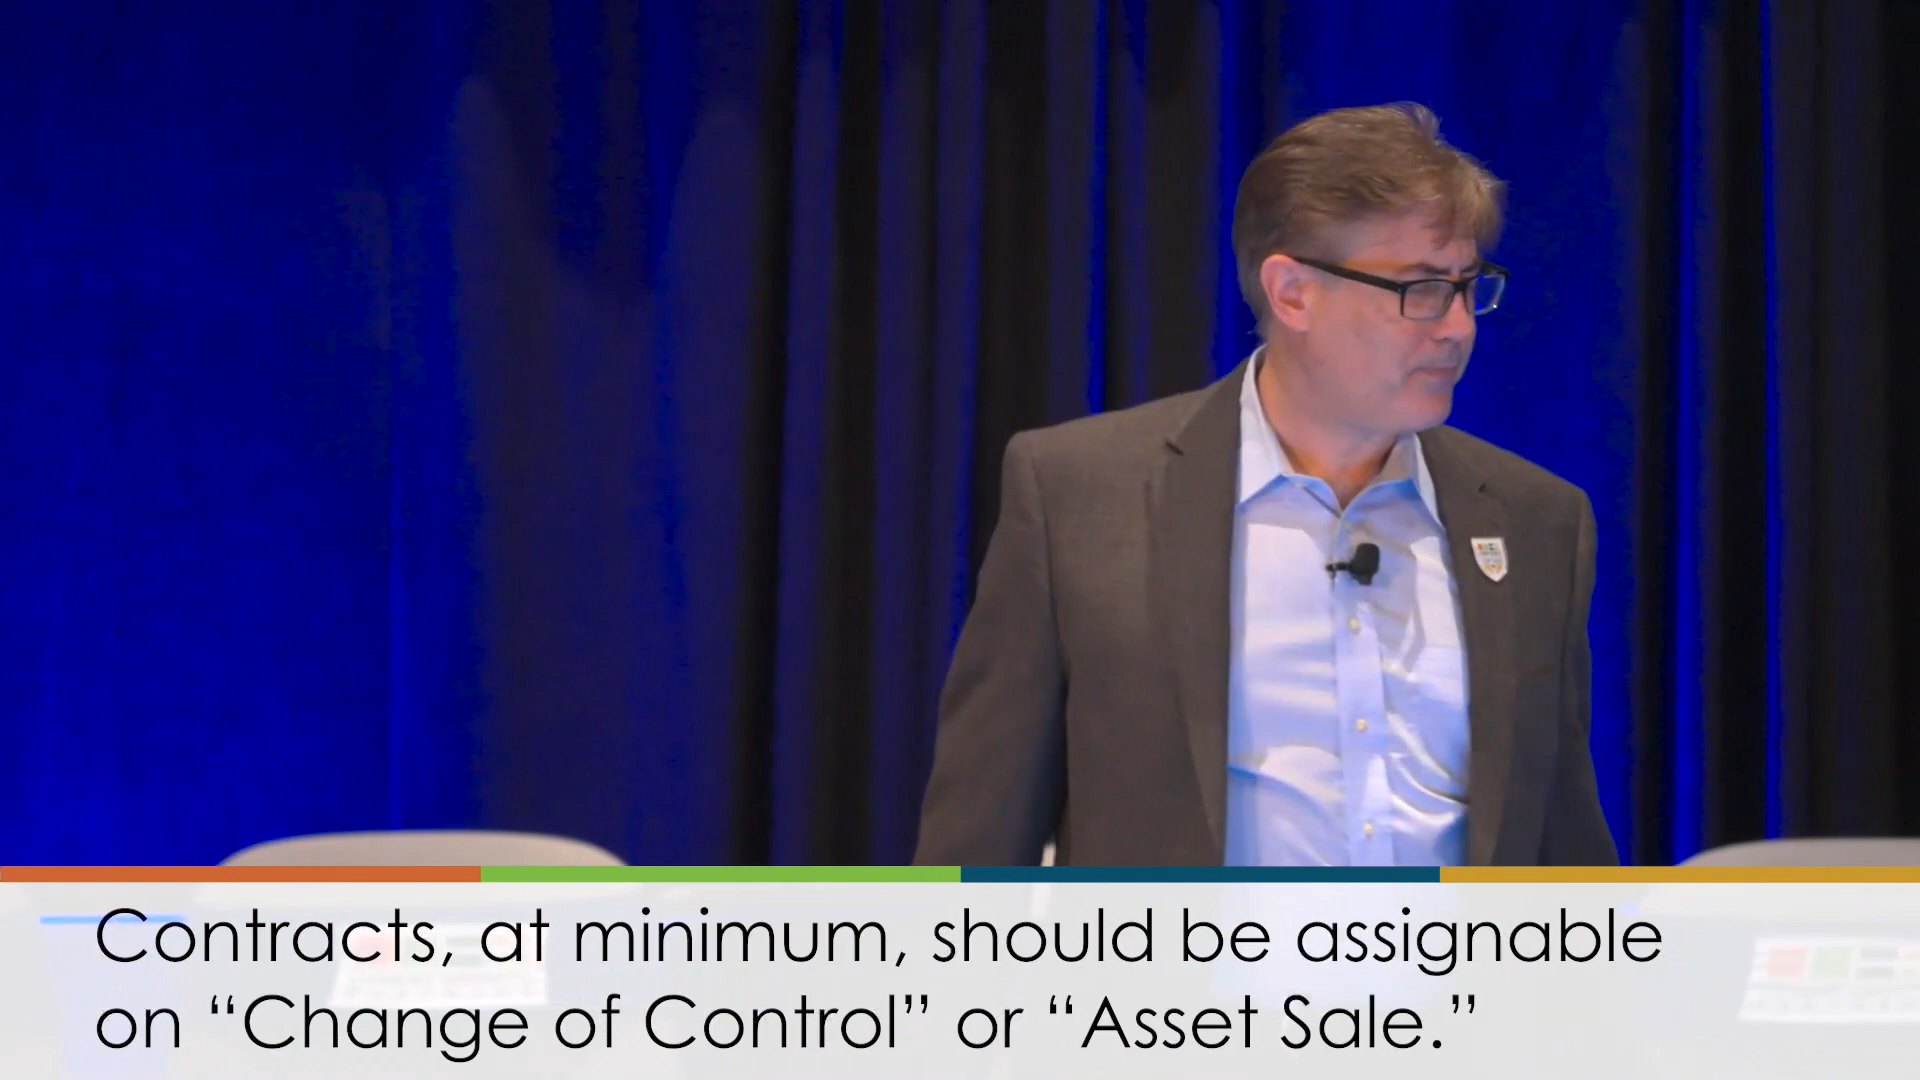 Contracts, at minimum, should be assignable
on “Change of Control” or “Asset Sale.”